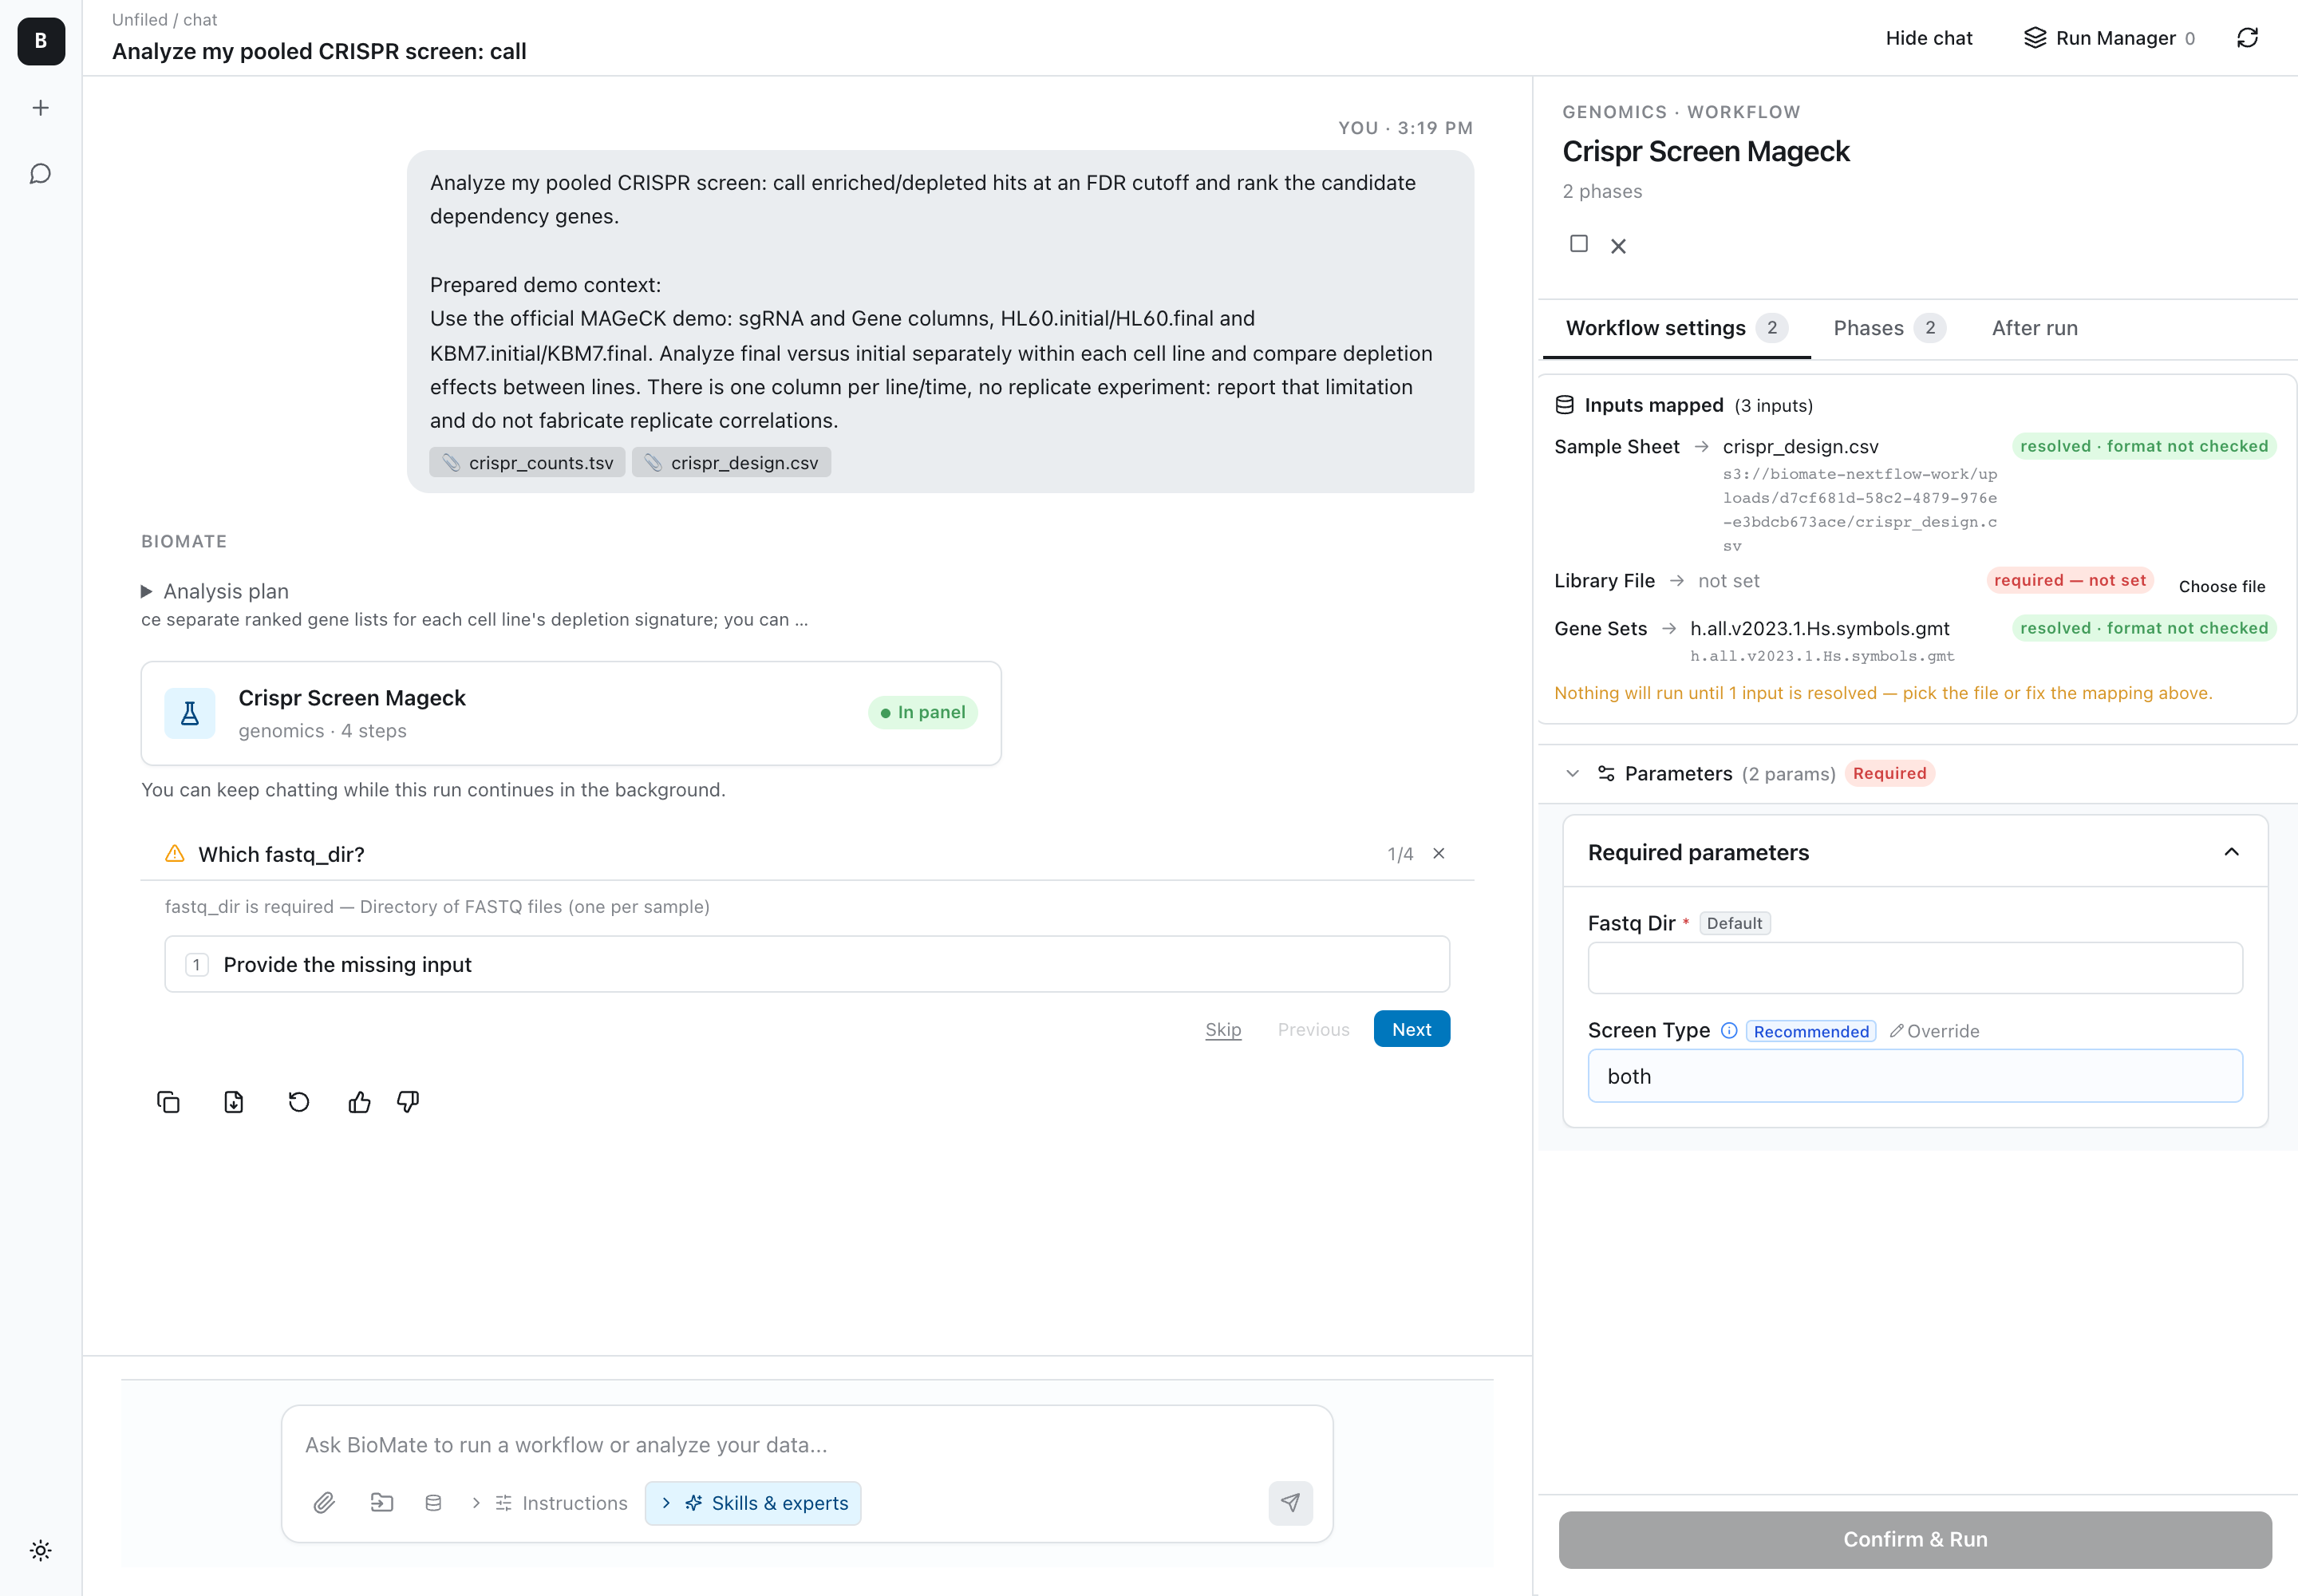 B
Unfiled / chat
Analyze my pooled CRISPR screen: call
Hide chat
Run Manager 0
YOU · 3:19 PM
Analyze my pooled CRISPR screen: call enriched/depleted hits at an FDR cutoff and rank the candidate
dependency genes.
Prepared demo context:
Use the official MAGeCK demo: sgRNA and Gene columns, HL60.initial/HL60.final and
KBM7.initial/KBM7.final. Analyze final versus initial separately within each cell line and compare depletion
effects between lines. There is one column per line/time, no replicate experiment: report that limitation
and do not fabricate replicate correlations.
crispr_counts.tsv
crispr_design.csv
BIOMATE
Analysis plan
ce separate ranked gene lists for each cell line's depletion signature; you can ...
Crispr Screen Mageck
genomics · 4 steps
In panel
You can keep chatting while this run continues in the background.
Which fastq_dir?
1/4
fastq_dir is required — Directory of FASTQ files (one per sample)
1 Provide the missing input
Skip
Previous
Next
Ask BioMate to run a workflow or analyze your data...
Instructions
Skills & experts
GENOMICS · WORKFLOW
Crispr Screen Mageck
2 phases
Workflow settings 2
Phases 2
After run
Inputs mapped (3 inputs)
Sample Sheet → crispr_design.csv
resolved · format not checked
s3://biomate-nextflow-work/up
loads/d7cf681d-58c2-4879-976e
-e3bdcb673ace/crispr_design.c
sv
Library File → not set
required — not set
Choose file
Gene Sets → h.all.v2023.1.Hs.symbols.gmt
resolved · format not checked
h.all.v2023.1.Hs.symbols.gmt
Nothing will run until 1 input is resolved — pick the file or fix the mapping above.
Parameters (2 params) Required
Required parameters
Fastq Dir * Default
Screen Type Recommended Override
both
Confirm & Run